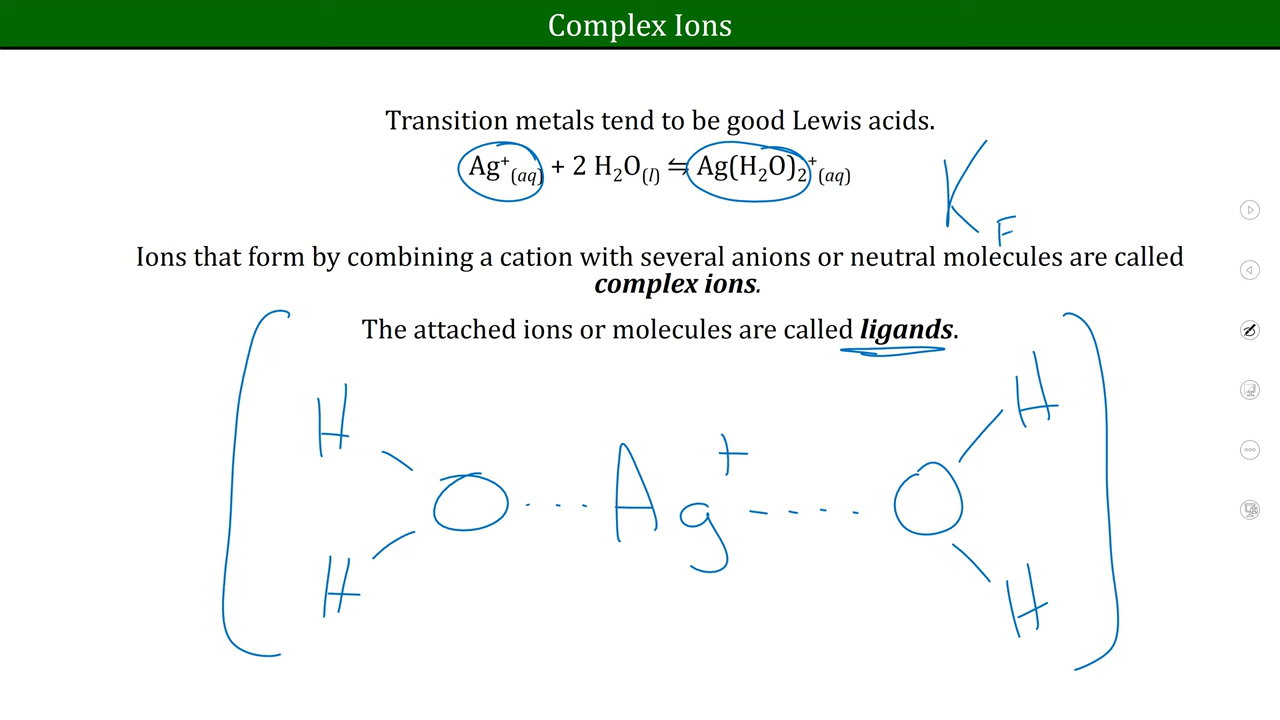 Complex Ions
Transition metals tend to be good Lewis acids.
Ag⁺(aq) + 2 H₂O(l) ⇋ Ag(H₂O)₂⁺(aq)
K_F
Ions that form by combining a cation with several anions or neutral molecules are called
complex ions.
The attached ions or molecules are called ligands.
H H
O ... Ag⁺ ---- O
H H